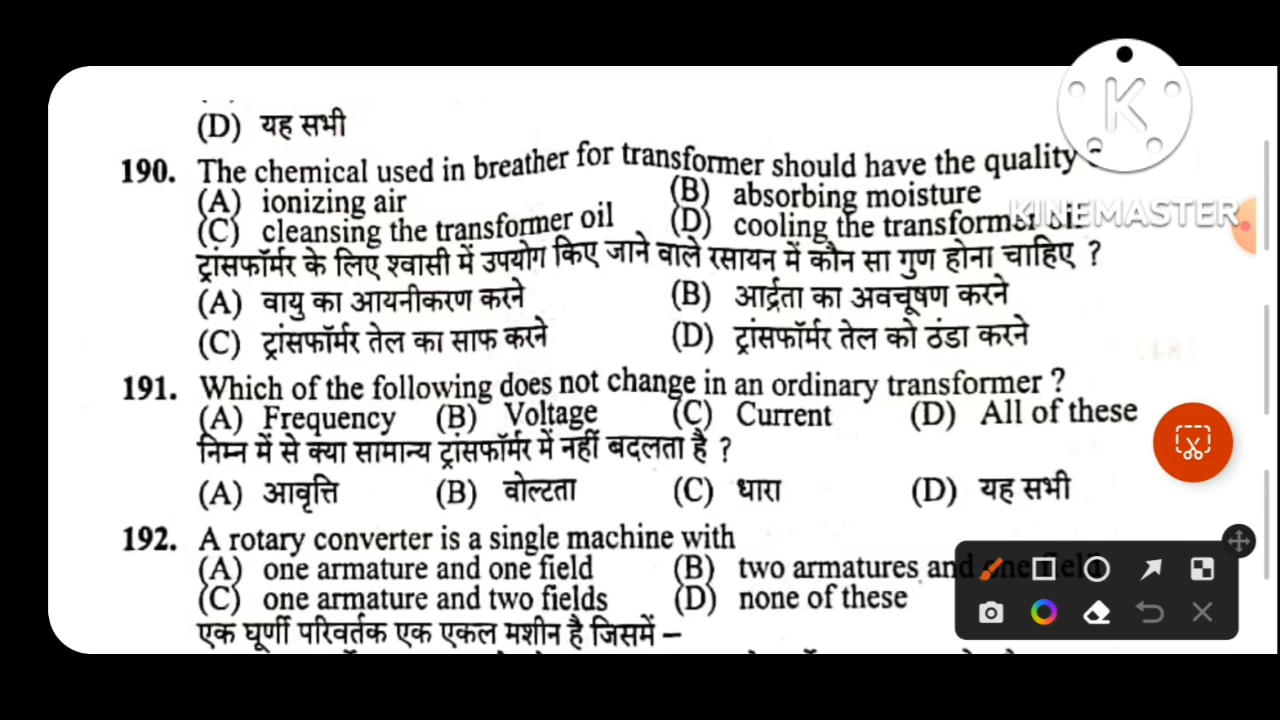 (D) यह सभी
190. The chemical used in breather for transformer should have the quality
(A) ionizing air (B) absorbing moisture
(C) cleansing the transformer oil (D) cooling the transformer oil
KINEMASTER
ट्रांसफॉर्मर के लिए श्वासी में उपयोग किए जाने वाले रसायन में कौन सा गुण होना चाहिए ?
(A) वायु का आयनीकरण करने (B) आर्द्रता का अवचूषण करने
(C) ट्रांसफॉर्मर तेल का साफ करने (D) ट्रांसफॉर्मर तेल को ठंडा करने
191. Which of the following does not change in an ordinary transformer ?
(A) Frequency (B) Voltage (C) Current (D) All of these
निम्न में से क्या सामान्य ट्रांसफॉर्मर में नहीं बदलता है ?
(A) आवृत्ति (B) वोल्टता (C) धारा (D) यह सभी
192. A rotary converter is a single machine with
(A) one armature and one field (B) two armatures and one field
(C) one armature and two fields (D) none of these
एक घूर्णी परिवर्तक एक एकल मशीन है जिसमें –